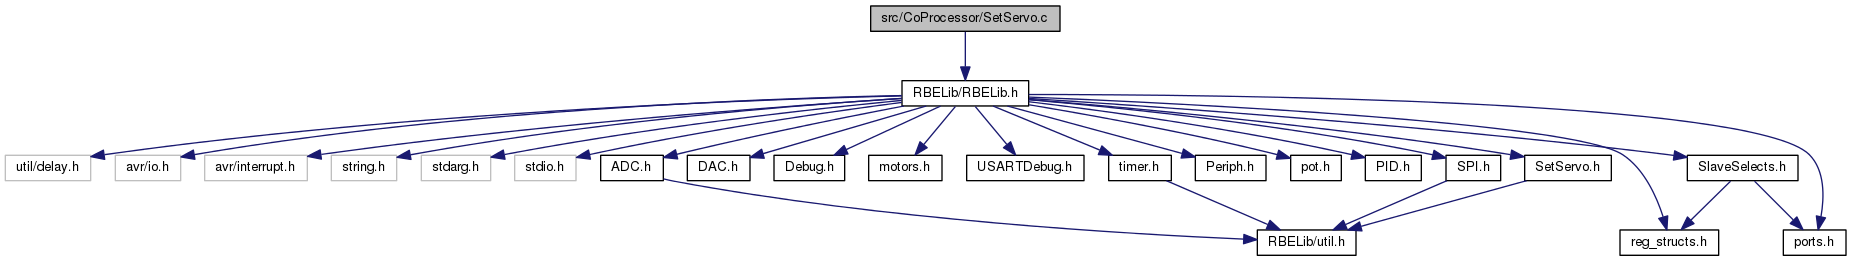 src/CoProcessor/SetServo.c
RBELib/RBELib.h
util/delay.h
avr/io.h
avr/interrupt.h
string.h
stdarg.h
stdio.h
ADC.h
DAC.h
Debug.h
motors.h
USARTDebug.h
timer.h
Periph.h
pot.h
PID.h
SPI.h
SetServo.h
SlaveSelects.h
RBELib/util.h
reg_structs.h
ports.h